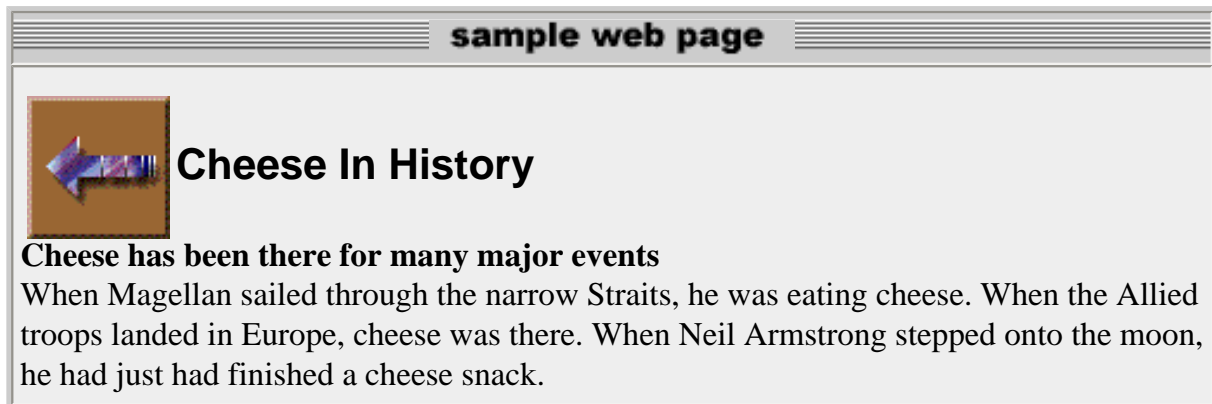 sample web page
Cheese In History
Cheese has been there for many major events
When Magellan sailed through the narrow Straits, he was eating cheese. When the Allied
troops landed in Europe, cheese was there. When Neil Armstrong stepped onto the moon,
he had just had finished a cheese snack.